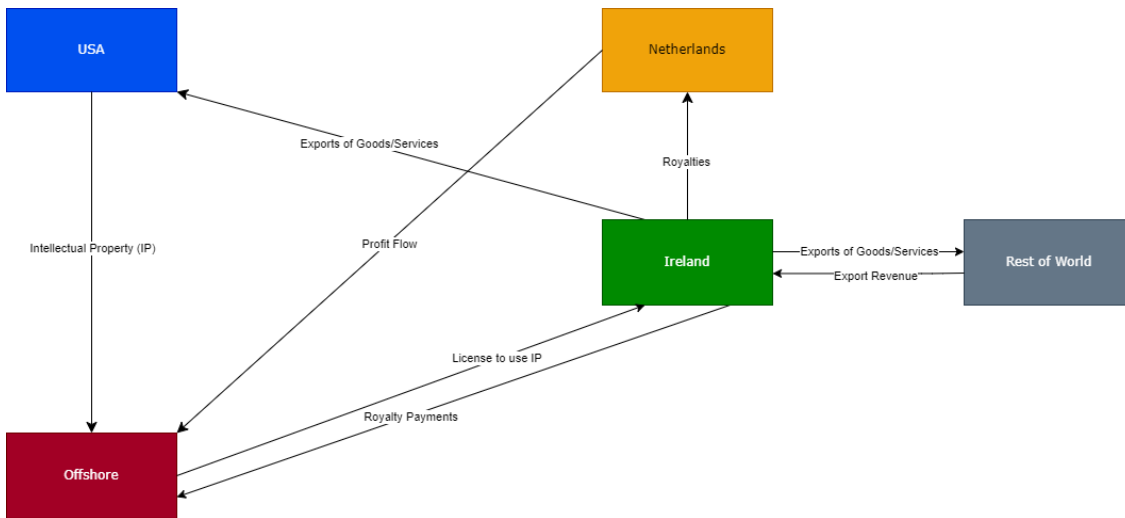 USA
Netherlands
Exports of Goods/Services
Royalties
Intellectual Property (IP)
Profit Flow
Ireland
Exports of Goods/Services
Export Revenue
Rest of World
License to use IP
Royalty Payments
Offshore